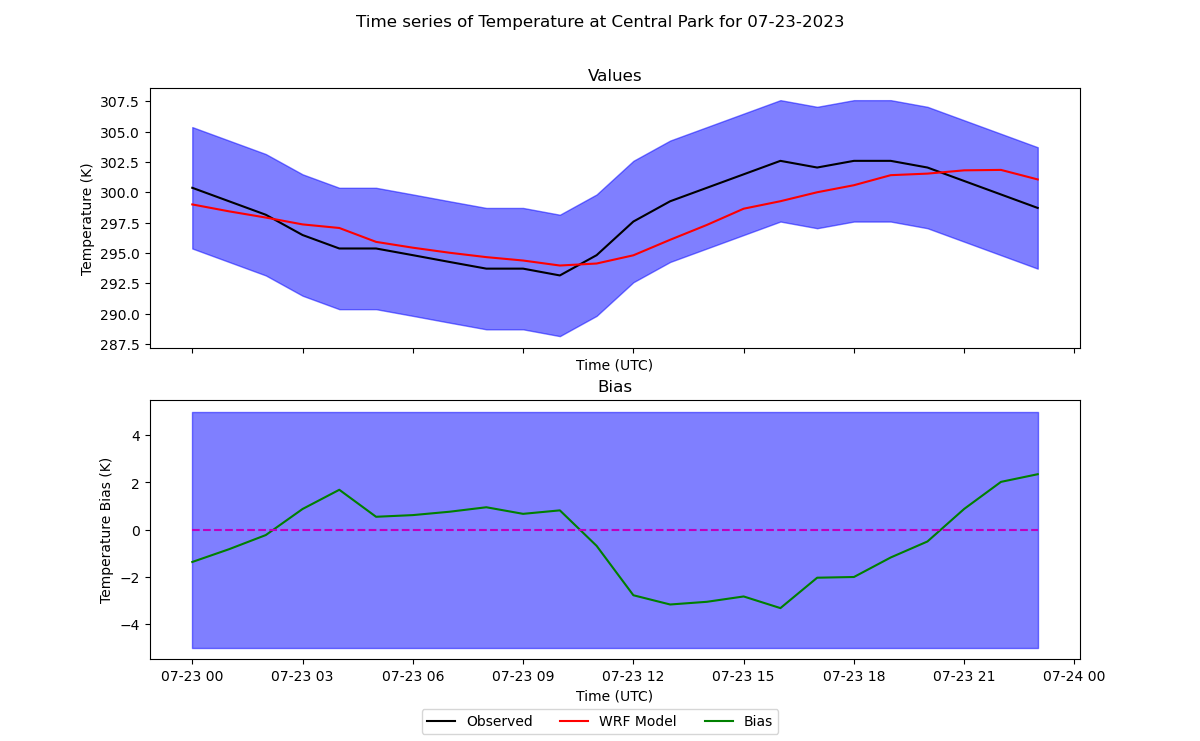 Time series of Temperature at Central Park for 07-23-2023
Values
307.5
305.0
302.5
300.0
297.5
295.0
292.5
290.0
287.5
Temperature (K)
Time (UTC)
Bias
4
2
0
−2
−4
Temperature Bias (K)
07-23 00 07-23 03 07-23 06 07-23 09 07-23 12 07-23 15 07-23 18 07-23 21 07-24 00
Time (UTC)
Observed WRF Model Bias